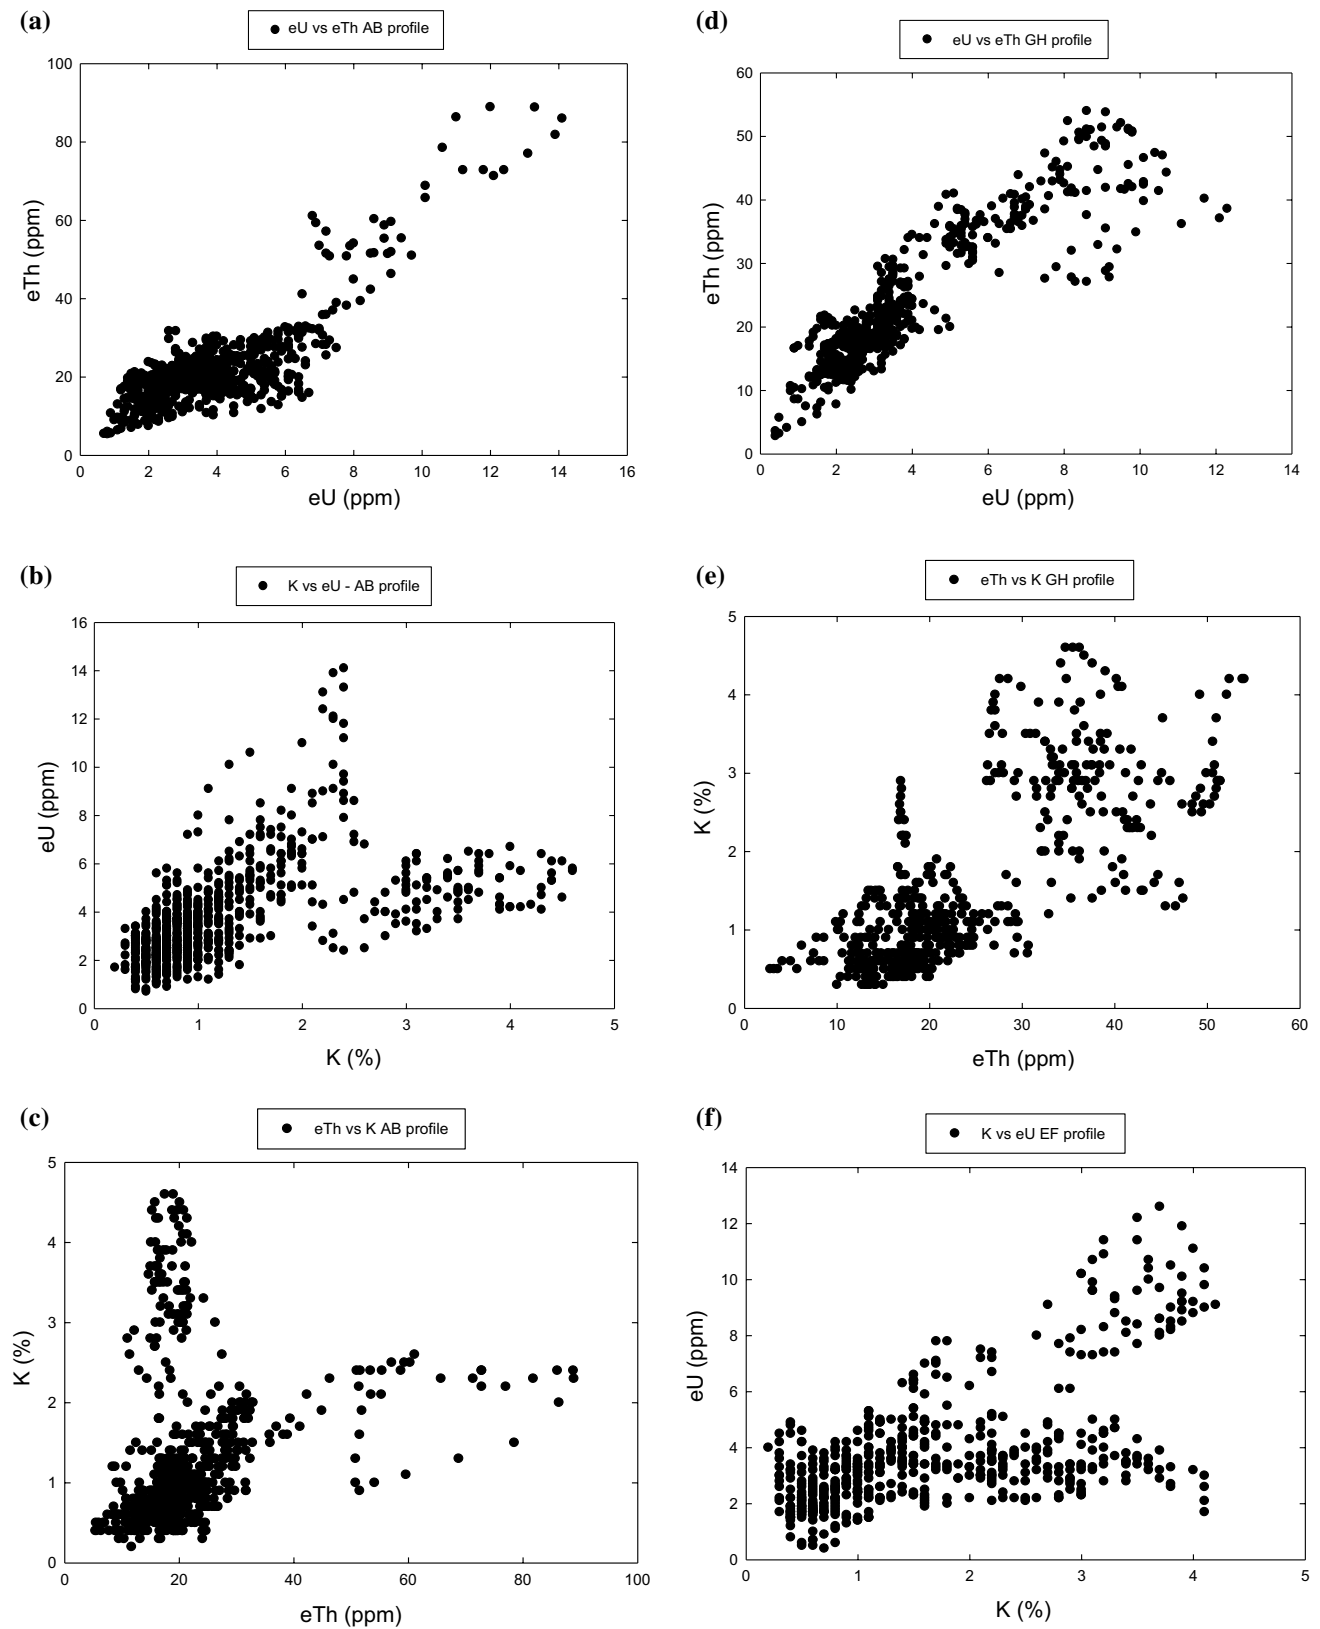 (a)
eU vs eTh AB profile
100
80
60
40
20
0
eTh (ppm)
0 2 4 6 8 10 12 14 16
eU (ppm)
(b)
K vs eU - AB profile
16
14
12
10
8
6
4
2
0
eU (ppm)
0 1 2 3 4 5
K (%)
(c)
eTh vs K AB profile
5
4
3
2
1
0
K (%)
0 20 40 60 80 100
eTh (ppm)
(d)
eU vs eTh GH profile
60
50
40
30
20
10
0
eTh (ppm)
0 2 4 6 8 10 12 14
eU (ppm)
(e)
eTh vs K GH profile
5
4
3
2
1
0
K (%)
0 10 20 30 40 50 60
eTh (ppm)
(f)
K vs eU EF profile
14
12
10
8
6
4
2
0
eU (ppm)
0 1 2 3 4 5
K (%)